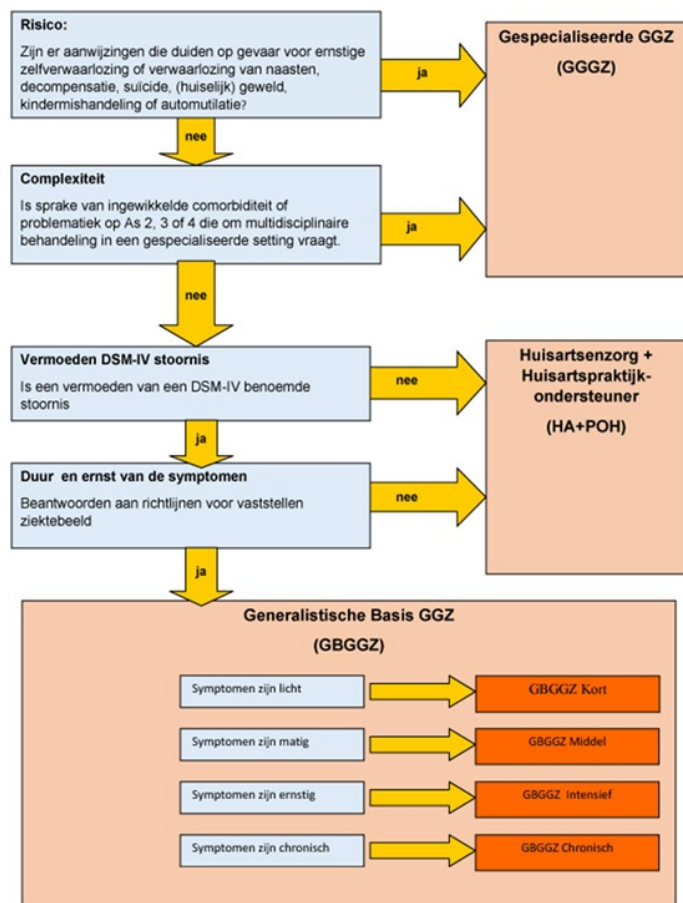 Risico:
Zijn er aanwijzingen die duiden op gevaar voor ernstige
zelfverwaarlozing of verwaarlozing van naasten,
decompensatie, suïcide, (huiselijk) geweld,
kindermishandeling of automutilatie?
ja
Gespecialiseerde GGZ
(GGGZ)
nee
Complexiteit
Is sprake van ingewikkelde comorbiditeit of
problematiek op As 2, 3 of 4 die om multidisciplinaire
behandeling in een gespecialiseerde setting vraagt.
ja
nee
Vermoeden DSM-IV stoornis
Is een vermoeden van een DSM-IV benoemde
stoornis
nee
Huisartsenzorg +
Huisartspraktijk-
ondersteuner
(HA+POH)
ja
Duur en ernst van de symptomen
Beantwoorden aan richtlijnen voor vaststellen
ziektebeeld
nee
ja
Generalistische Basis GGZ
(GBGGZ)
Symptomen zijn licht
GBGGZ Kort
Symptomen zijn matig
GBGGZ Middel
Symptomen zijn ernstig
GBGGZ Intensief
Symptomen zijn chronisch
GBGGZ Chronisch